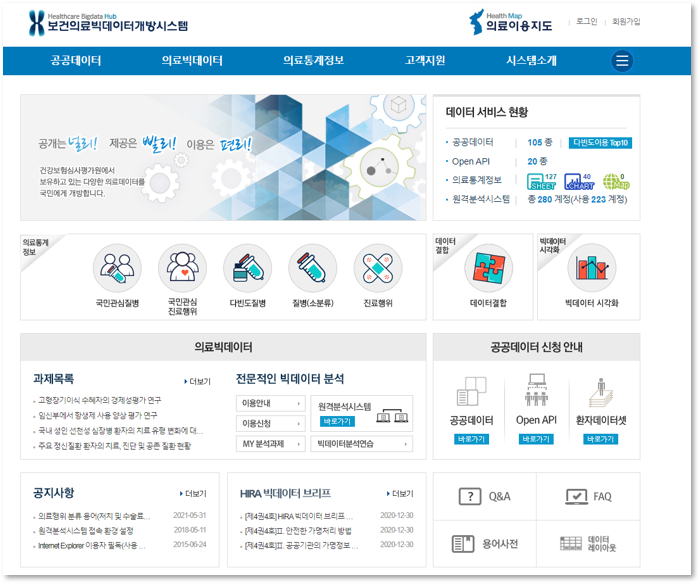 Healthcare Bigdata Hub
보건의료빅데이터개방시스템
Health Map
의료이용지도
로그인 | 회원가입
공공데이터 의료빅데이터 의료통계정보 고객지원 시스템소개
공개는 널리! 제공은 빨리! 이용은 편리!
건강보험심사평가원에서
보유하고 있는 다양한 의료데이터를
국민에게 개방합니다.
데이터 서비스 현황
공공데이터 105 종 다빈도이용 Top10
Open API 20 종
의료통계정보 SHEET 127 CHART 40 Map 0
원격분석시스템 총 280 계정(사용 223 계정)
의료통계
정보
국민관심질병
국민관심
진료행위
다빈도질병
질병(소분류)
진료행위
데이터
결합
데이터결합
빅데이터
시각화
빅데이터 시각화
의료빅데이터
과제목록 더보기
고령장기이식 수혜자의 경제성평가 연구
임신부에서 항생제 사용 양상 평가 연구
국내 성인 선천성 심장병 환자의 치료 유형 변화에 대...
주요 정신질환 환자의 치료, 진단 및 공존 질환 현황
전문적인 빅데이터 분석
이용안내
이용신청
MY 분석과제
원격분석시스템
바로가기
빅데이터분석연습
공공데이터 신청 안내
공공데이터 Open API 환자데이터셋
바로가기 바로가기 바로가기
공지사항 더보기
의료행위 분류 용어(처치 및 수술료... 2021-05-31
원격분석시스템 접속 환경 설정 2018-05-11
Internet Explorer 이용자 필독(사용 ... 2015-06-24
HIRA 빅데이터 브리프 더보기
[제4권4호] HIRA 빅데이터 브리프 ... 2020-12-30
[제4권4호]Ⅱ. 안전한 가명처리 방법 2020-12-30
[제4권4호]Ⅱ. 공공기관의 가명정보 ... 2020-12-30
Q&A
FAQ
용어사전
데이터
레이아웃